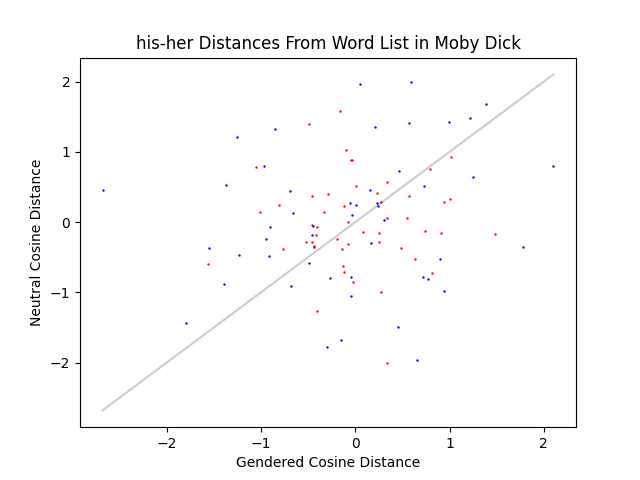 his-her Distances From Word List in Moby Dick
2
1
0
−1
−2
Neutral Cosine Distance
−2 −1 0 1 2
Gendered Cosine Distance